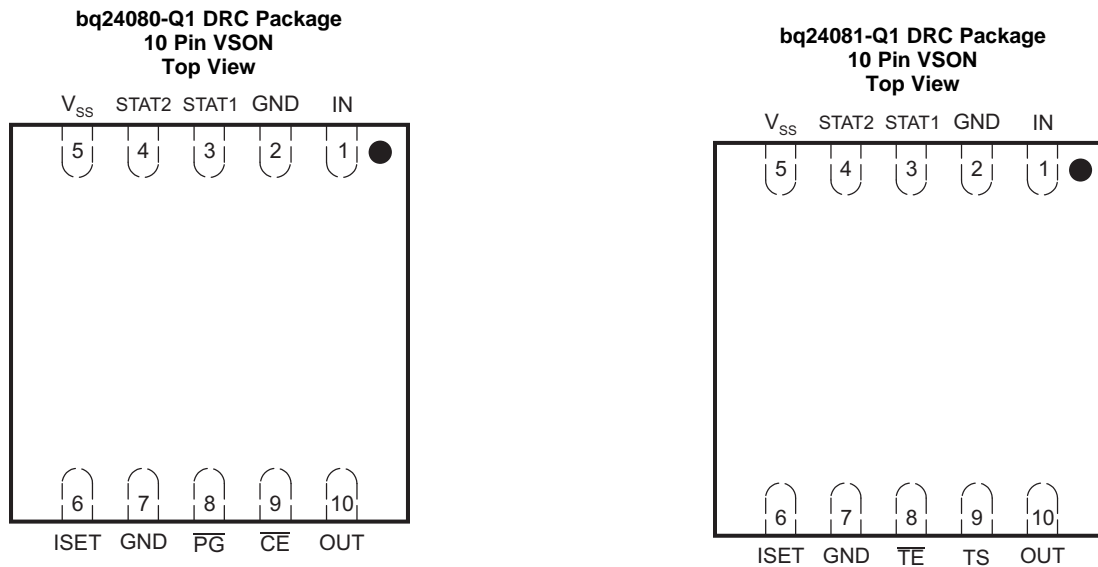 bq24080-Q1 DRC Package
10 Pin VSON
Top View
VSS STAT2 STAT1 GND IN
5 4 3 2 1
6 7 8 9 10
ISET GND PG CE OUT
bq24081-Q1 DRC Package
10 Pin VSON
Top View
VSS STAT2 STAT1 GND IN
5 4 3 2 1
6 7 8 9 10
ISET GND TE TS OUT